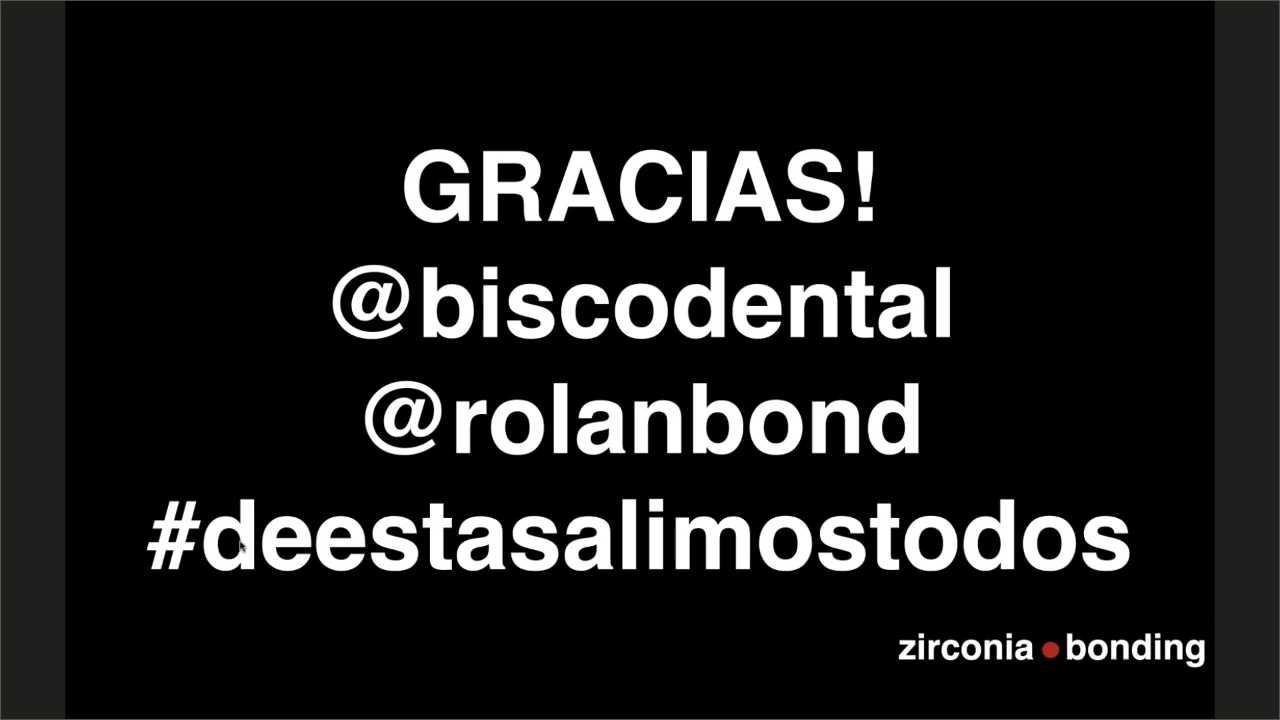 GRACIAS!
@biscodental
@rolanbond
#deestasalimostodos
zirconia bonding